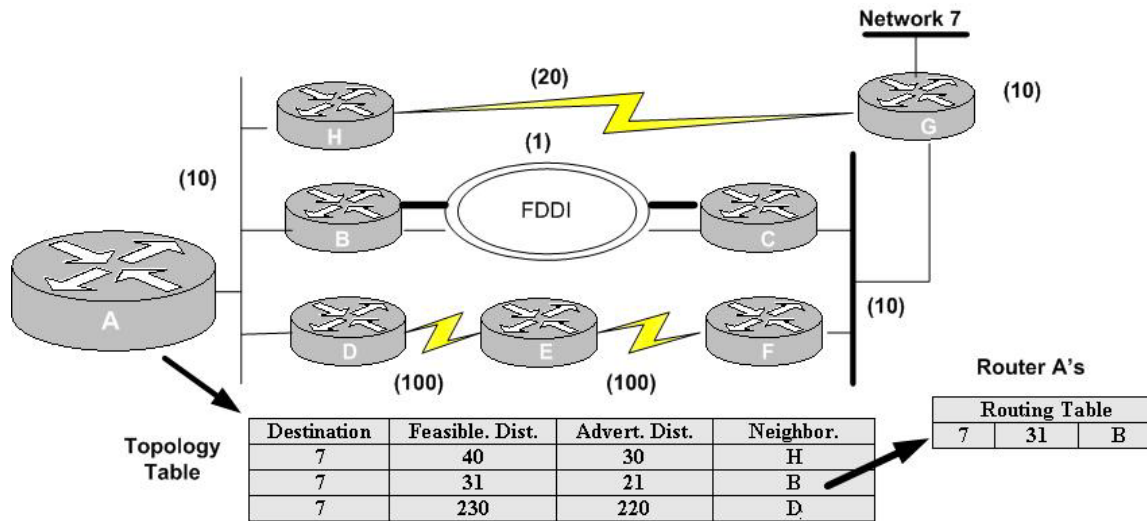 Network 7
(20)
(10)
H
G
(1)
(10)
FDDI
B
C
A
(10)
D
E
F
(100)
(100)
Router A's
Routing Table
7 31 B
Topology
Table
Destination Feasible. Dist. Advert. Dist. Neighbor.
7 40 30 H
7 31 21 B
7 230 220 D